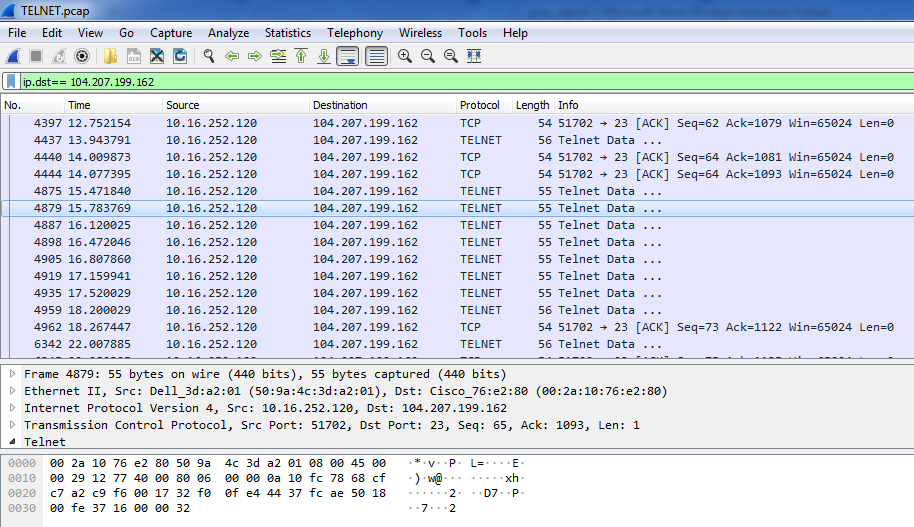 TELNET.pcap
File Edit View Go Capture Analyze Statistics Telephony Wireless Tools Help
ip.dst== 104.207.199.162
No. Time Source Destination Protocol Length Info
4397 12.752154 10.16.252.120 104.207.199.162 TCP 54 51702 → 23 [ACK] Seq=62 Ack=1079 Win=65024 Len=0
4437 13.943791 10.16.252.120 104.207.199.162 TELNET 56 Telnet Data ...
4440 14.009873 10.16.252.120 104.207.199.162 TCP 54 51702 → 23 [ACK] Seq=64 Ack=1081 Win=65024 Len=0
4444 14.077395 10.16.252.120 104.207.199.162 TCP 54 51702 → 23 [ACK] Seq=64 Ack=1093 Win=65024 Len=0
4875 15.471840 10.16.252.120 104.207.199.162 TELNET 55 Telnet Data ...
4879 15.783769 10.16.252.120 104.207.199.162 TELNET 55 Telnet Data ...
4887 16.120025 10.16.252.120 104.207.199.162 TELNET 55 Telnet Data ...
4898 16.472046 10.16.252.120 104.207.199.162 TELNET 55 Telnet Data ...
4905 16.807860 10.16.252.120 104.207.199.162 TELNET 55 Telnet Data ...
4919 17.159941 10.16.252.120 104.207.199.162 TELNET 55 Telnet Data ...
4935 17.520029 10.16.252.120 104.207.199.162 TELNET 55 Telnet Data ...
4959 18.200029 10.16.252.120 104.207.199.162 TELNET 56 Telnet Data ...
4962 18.267447 10.16.252.120 104.207.199.162 TCP 54 51702 → 23 [ACK] Seq=73 Ack=1122 Win=65024 Len=0
6342 22.007885 10.16.252.120 104.207.199.162 TELNET 56 Telnet Data ...
Frame 4879: 55 bytes on wire (440 bits), 55 bytes captured (440 bits)
Ethernet II, Src: Dell_3d:a2:01 (50:9a:4c:3d:a2:01), Dst: Cisco_76:e2:80 (00:2a:10:76:e2:80)
Internet Protocol Version 4, Src: 10.16.252.120, Dst: 104.207.199.162
Transmission Control Protocol, Src Port: 51702, Dst Port: 23, Seq: 65, Ack: 1093, Len: 1
Telnet
0000 00 2a 10 76 e2 80 50 9a 4c 3d a2 01 08 00 45 00 ·*·v··P· L=····E·
0010 00 29 12 77 40 00 80 06 00 00 0a 10 fc 78 68 cf ·)·w@··· ·····xh·
0020 c7 a2 c9 f6 00 17 32 f0 0f e4 44 37 fc ae 50 18 ······2· ··D7··P·
0030 00 fe 37 16 00 00 32 ··7···2